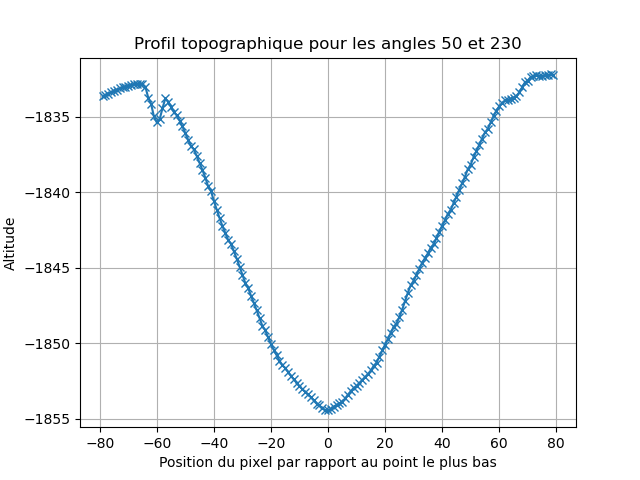 Profil topographique pour les angles 50 et 230
Altitude
−1835
−1840
−1845
−1850
−1855
−80 −60 −40 −20 0 20 40 60 80
Position du pixel par rapport au point le plus bas